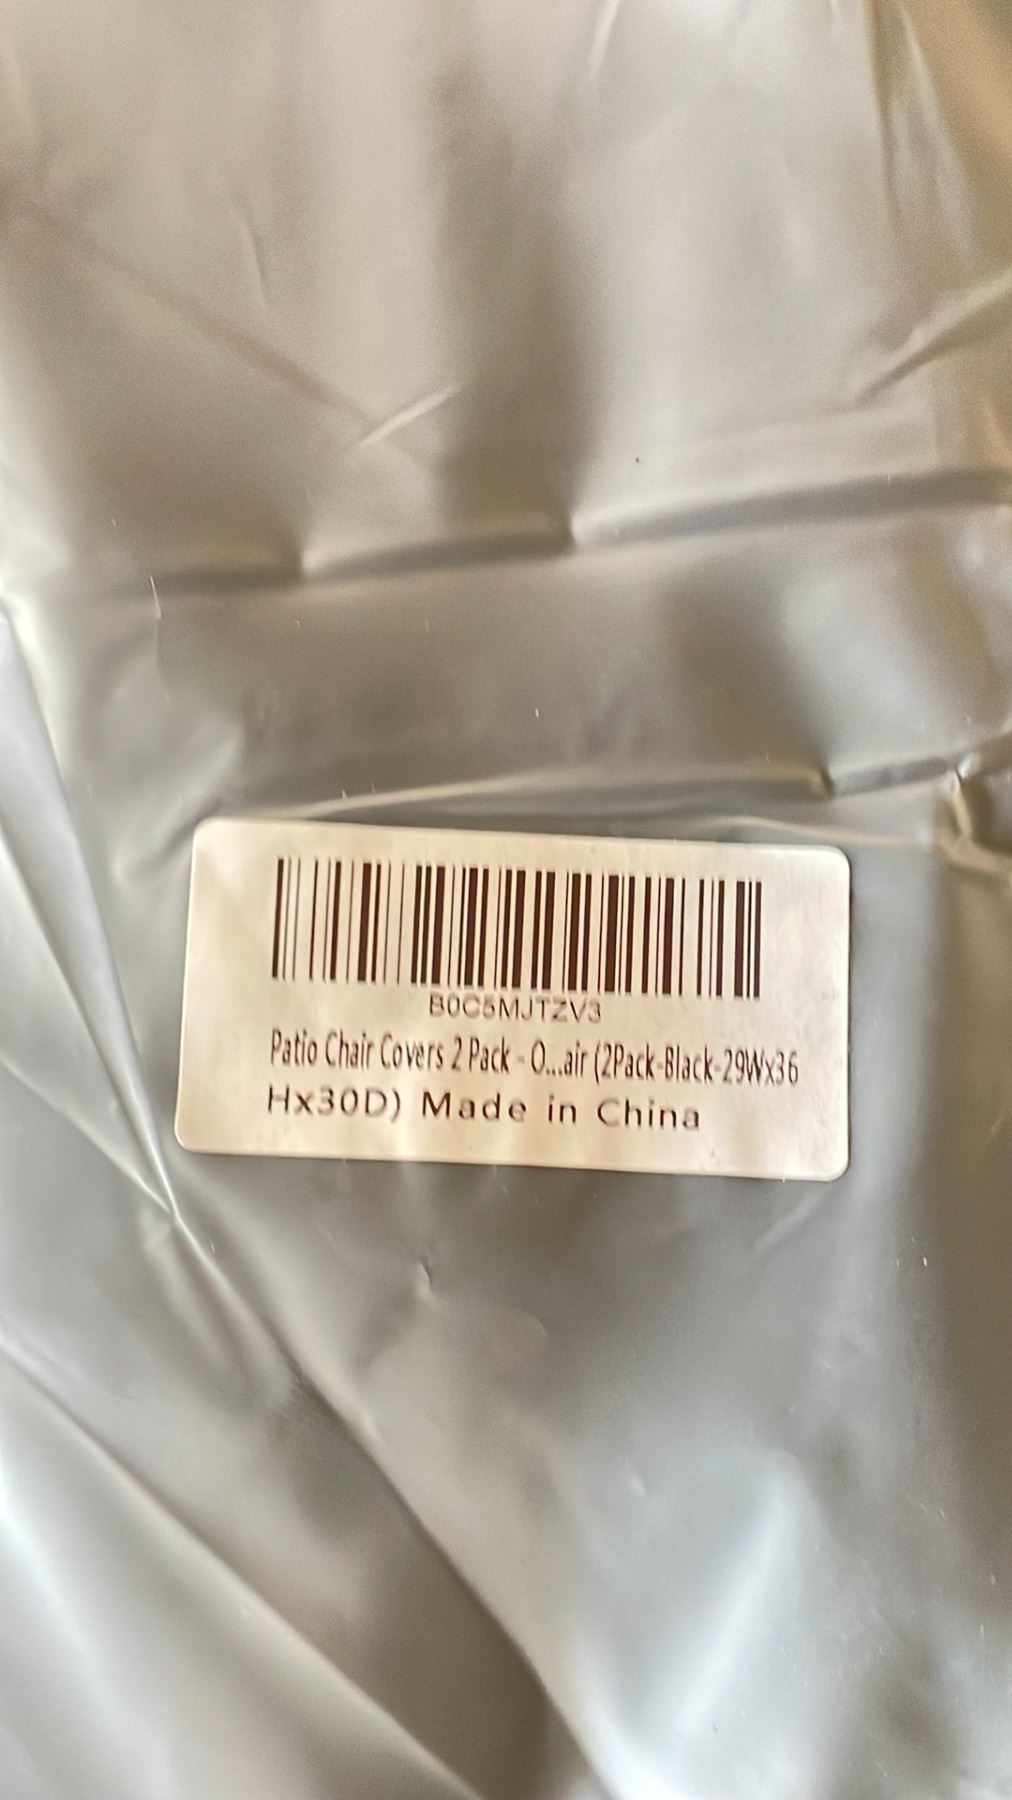 B0C5MJTZV3
Patio Chair Covers 2 Pack - O...air (2Pack-Black-29Wx36
Hx30D) Made in China